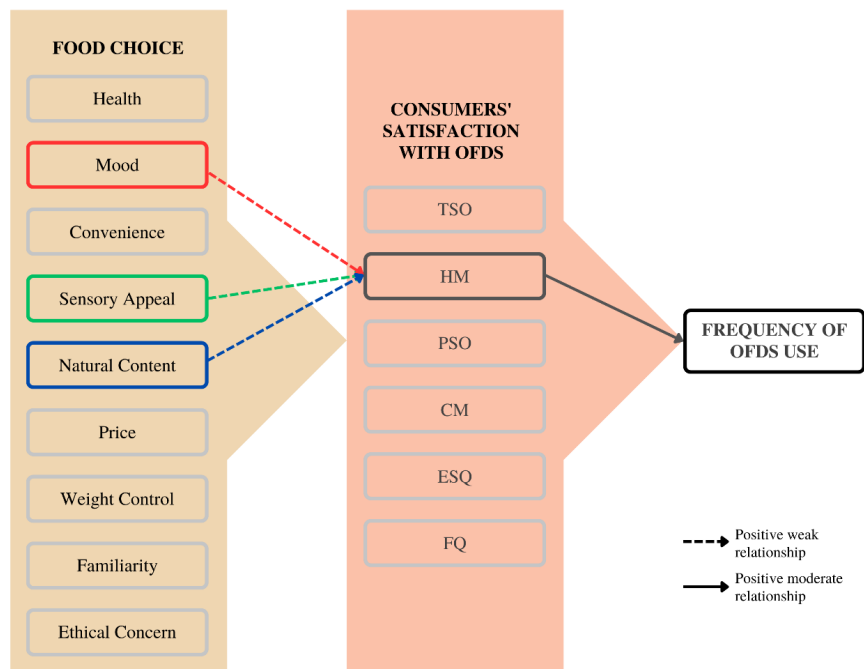 FOOD CHOICE
Health
Mood
Convenience
Sensory Appeal
Natural Content
Price
Weight Control
Familiarity
Ethical Concern
CONSUMERS'
SATISFACTION
WITH OFDS
TSO
HM
PSO
CM
ESQ
FQ
FREQUENCY OF
OFDS USE
Positive weak
relationship
Positive moderate
relationship